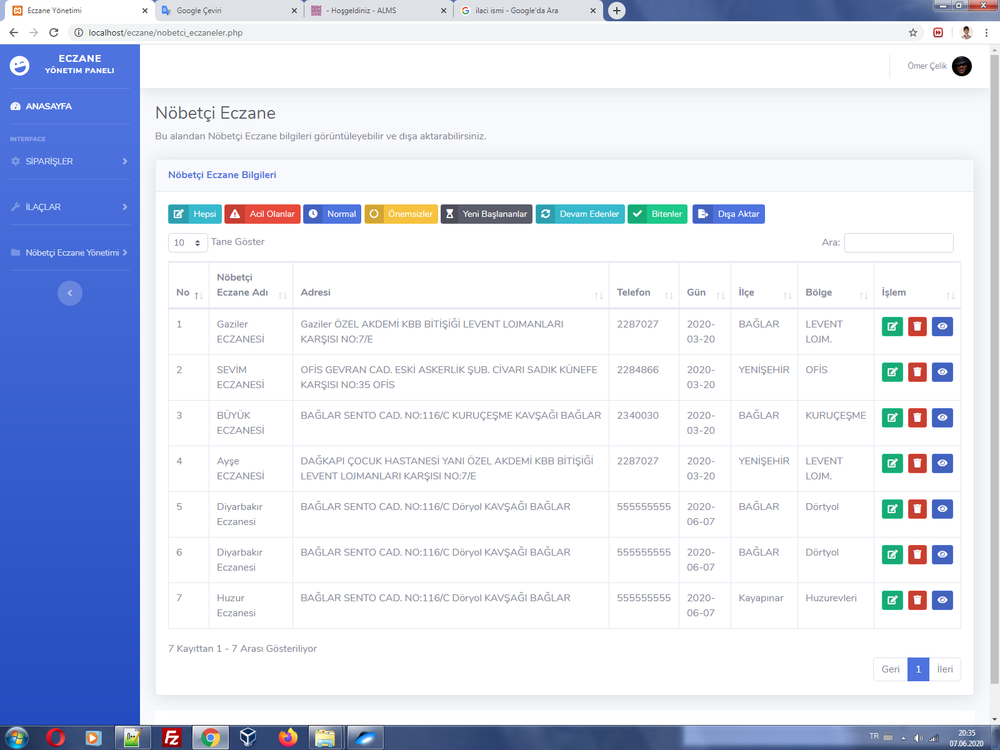 Eczane Yönetimi
Google Çeviri
- Hoşgeldiniz - ALMS
ilaci ismi - Google'da Ara
localhost/eczane/nobetci_eczaneler.php
ECZANE
YÖNETIM PANELI
Ömer Çelik
ANASAYFA
INTERFACE
SİPARİŞLER
İLAÇLAR
Nöbetçi Eczane Yönetimi
Nöbetçi Eczane
Bu alandan Nöbetçi Eczane bilgileri görüntüleyebilir ve dışa aktarabilirsiniz.
Nöbetçi Eczane Bilgileri
Hepsi Acil Olanlar Normal Önemsizler Yeni Başlananlar Devam Edenler Bitenler Dışa Aktar
10 Tane Göster Ara:
Nöbetçi
No Eczane Adı Adresi Telefon Gün İlçe Bölge İşlem
1 Gaziler Gaziler ÖZEL AKDEMİ KBB BİTİŞİĞİ LEVENT LOJMANLARI 2287027 2020- BAĞLAR LEVENT
ECZANESİ KARŞISI NO:7/E 03-20 LOJM.
2 SEVİM OFİS GEVRAN CAD. ESKİ ASKERLİK ŞUB. CİVARI SADIK KÜNEFE 2284866 2020- YENİŞEHİR OFİS
ECZANESİ KARŞISI NO:35 OFİS 03-20
3 BÜYÜK BAĞLAR SENTO CAD. NO:116/C KURUÇEŞME KAVŞAĞI BAĞLAR 2340030 2020- BAĞLAR KURUÇEŞME
ECZANESİ 03-20
4 Ayşe DAĞKAPI ÇOCUK HASTANESİ YANI ÖZEL AKDEMİ KBB BİTİŞİĞİ 2287027 2020- YENİŞEHİR LEVENT
ECZANESİ LEVENT LOJMANLARI KARŞISI NO:7/E 03-20 LOJM.
5 Diyarbakır BAĞLAR SENTO CAD. NO:116/C Döryol KAVŞAĞI BAĞLAR 555555555 2020- BAĞLAR Dörtyol
Eczanesi 06-07
6 Diyarbakır BAĞLAR SENTO CAD. NO:116/C Döryol KAVŞAĞI BAĞLAR 555555555 2020- BAĞLAR Dörtyol
Eczanesi 06-07
7 Huzur BAĞLAR SENTO CAD. NO:116/C Döryol KAVŞAĞI BAĞLAR 555555555 2020- Kayapınar Huzurevleri
Eczanesi 06-07
7 Kayıttan 1 - 7 Arası Gösteriliyor
Geri 1 İleri
TR
20:35
07.06.2020